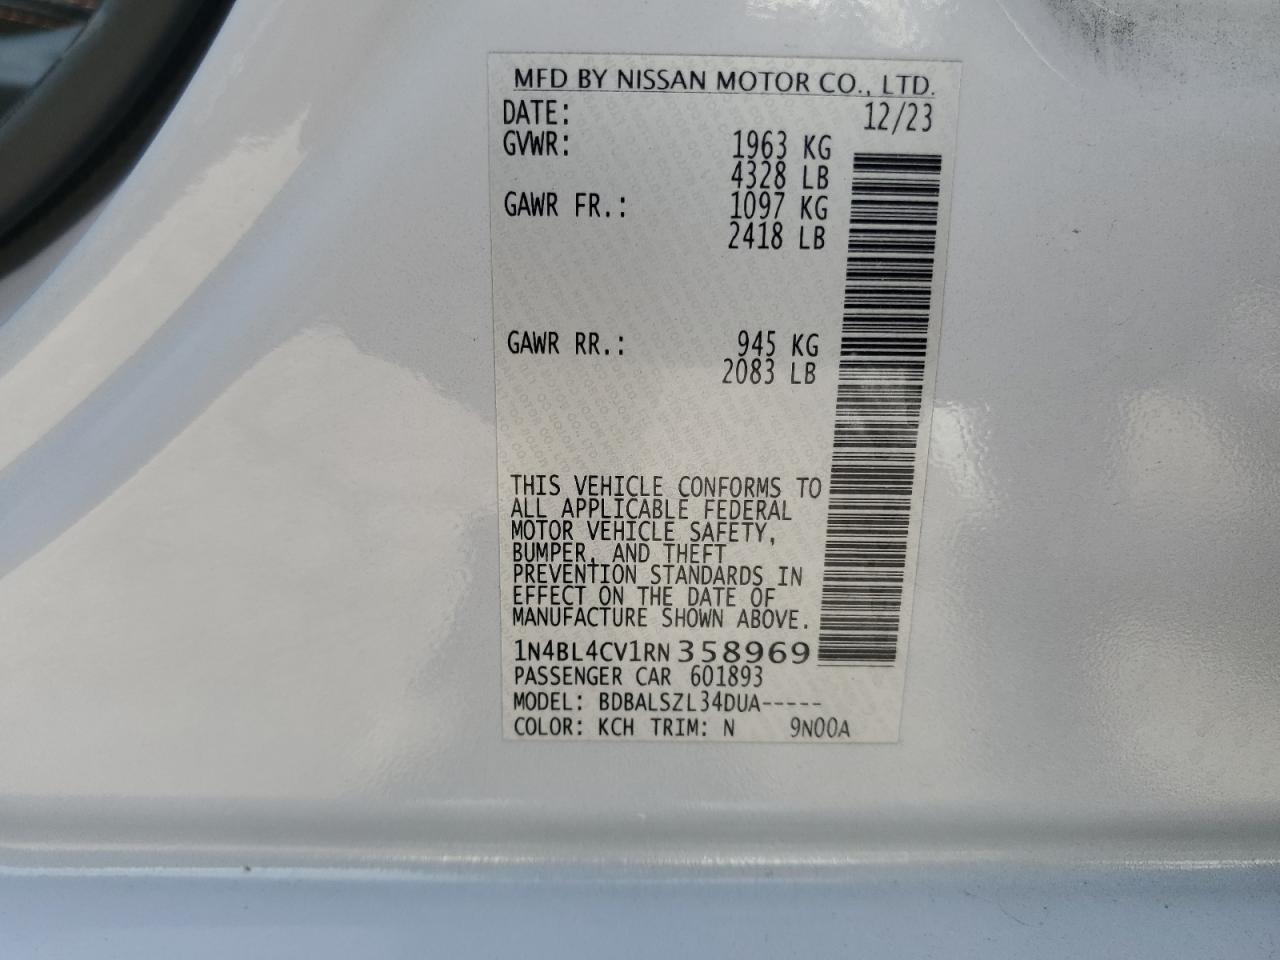 MFD BY NISSAN MOTOR CO., LTD.
DATE: 12/23
GVWR: 1963 KG
4328 LB
GAWR FR.: 1097 KG
2418 LB
GAWR RR.: 945 KG
2083 LB
THIS VEHICLE CONFORMS TO
ALL APPLICABLE FEDERAL
MOTOR VEHICLE SAFETY,
BUMPER, AND THEFT
PREVENTION STANDARDS IN
EFFECT ON THE DATE OF
MANUFACTURE SHOWN ABOVE.
1N4BL4CV1RN358969
PASSENGER CAR 601893
MODEL: BDBALSZL34DUA-----
COLOR: KCH TRIM: N 9N00A